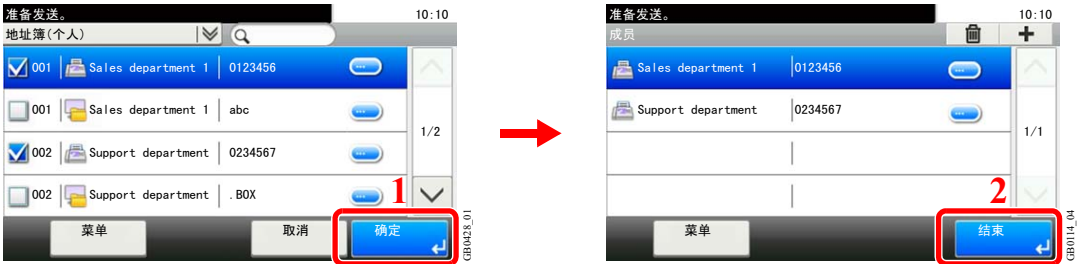 准备发送。 10:10
地址簿(个人)
001 Sales department 1 0123456
001 Sales department 1 abc
1/2
002 Support department 0234567
002 Support department .BOX
1
菜单 取消 确定
GB0428_01
准备发送。 10:10
成员
Sales department 1 0123456
Support department 0234567
1/1
2
菜单 结束
GB0114_04